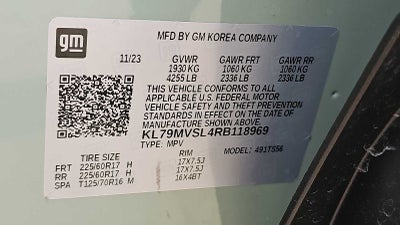 gm
MFD BY GM KOREA COMPANY
11/23 GVWR GAWR FRT GAWR RR
1930 KG 1060 KG 1060 KG
4255 LB 2336 LB 2336 LB
THIS VEHICLE CONFORMS TO ALL
APPLICABLE U.S. FEDERAL MOTOR
VEHICLE SAFETY, BUMPER, AND THEFT
PREVENTION STANDARDS IN EFFECT ON
THE DATE OF MANUFACTURE SHOWN ABOVE.
KL79MVSL4RB118969
TYPE: MPV 491TS56
TIRE SIZE RIM
FRT 225/60R17 H 17X7.5J
RR 225/60R17 H 17X7.5J
SPA T125/70R16 M 16X4BT